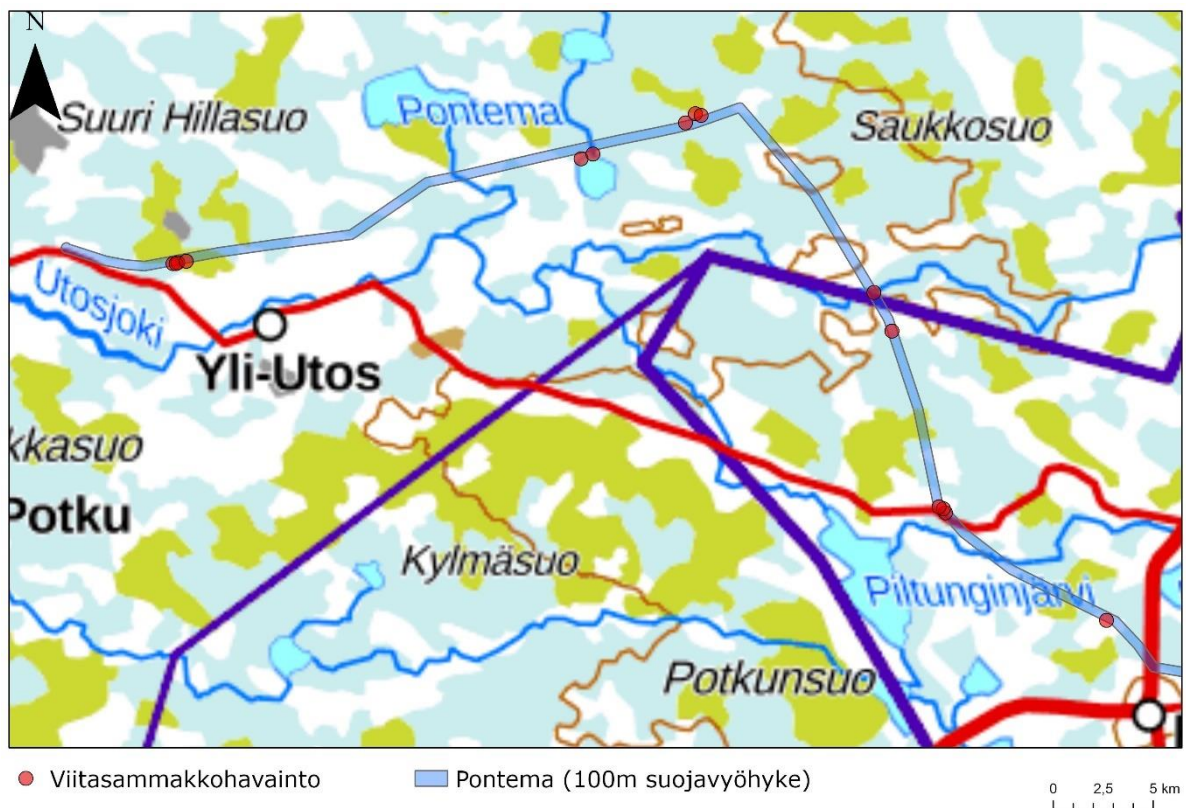 N
Suuri Hillasuo
Pontema
Saukkosuo
Utosjoki
Yli-Utos
kkasuo
Potku
Kylmäsuo
Piltunginjärvi
Potkunsuo
Viitasammakkohavainto
Pontema (100m suojavyöhyke)
0 2,5 5 km